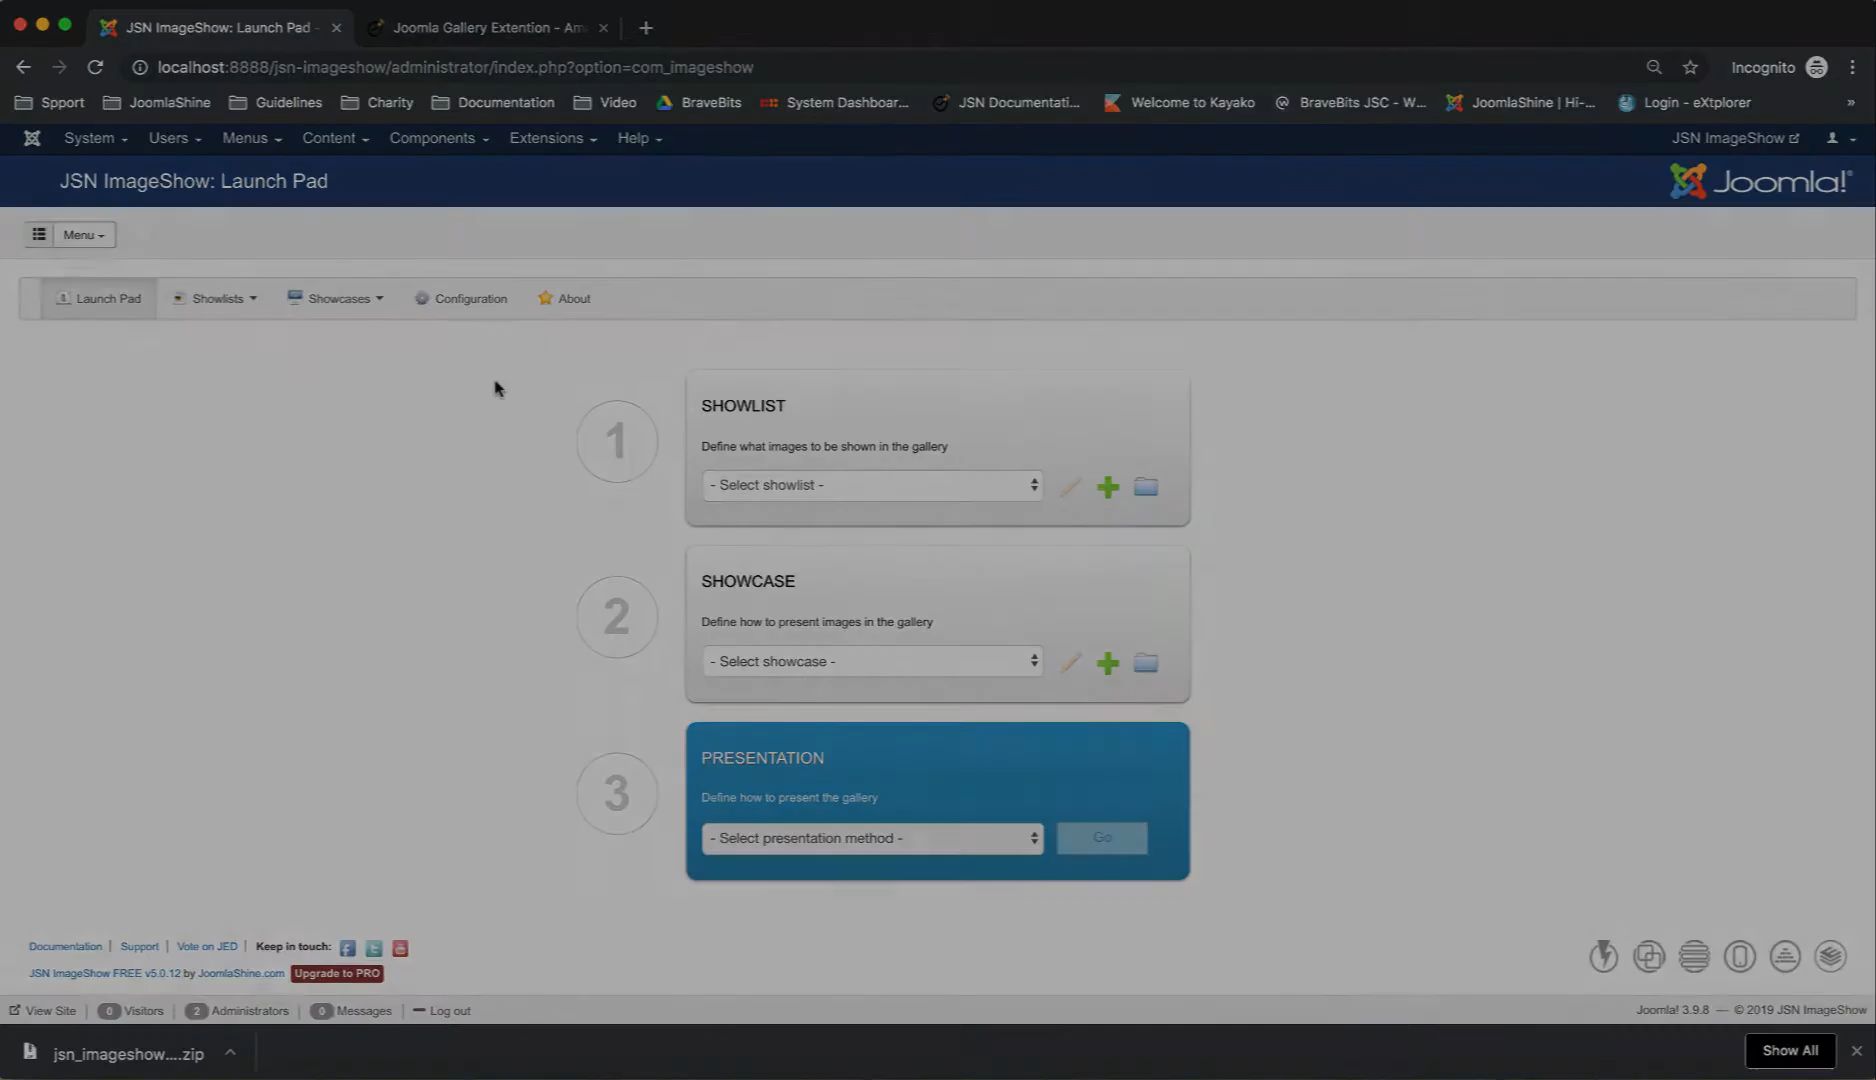 JSN ImageShow: Launch Pad -
Joomla Gallery Extention - Am
localhost:8888/jsn-imageshow/administrator/index.php?option=com_imageshow
Incognito
Spport
JoomlaShine
Guidelines
Charity
Documentation
Video
BraveBits
System Dashboar...
JSN Documentati...
Welcome to Kayako
BraveBits JSC - W...
JoomlaShine | Hi-...
Login - eXtplorer
»
System
Users
Menus
Content
Components
Extensions
Help
JSN ImageShow
JSN ImageShow: Launch Pad
Joomla!®
Menu
Launch Pad
Showlists
Showcases
Configuration
About
1
SHOWLIST
Define what images to be shown in the gallery
- Select showlist -
2
SHOWCASE
Define how to present images in the gallery
- Select showcase -
3
PRESENTATION
Define how to present the gallery
- Select presentation method -
Go
Documentation | Support | Vote on JED | Keep in touch:
JSN ImageShow FREE v5.0.12 by JoomlaShine.com Upgrade to PRO
View Site | 0 Visitors | 2 Administrators | 0 Messages | Log out
Joomla! 3.9.8 — © 2019 JSN ImageShow
jsn_imageshow....zip
Show All